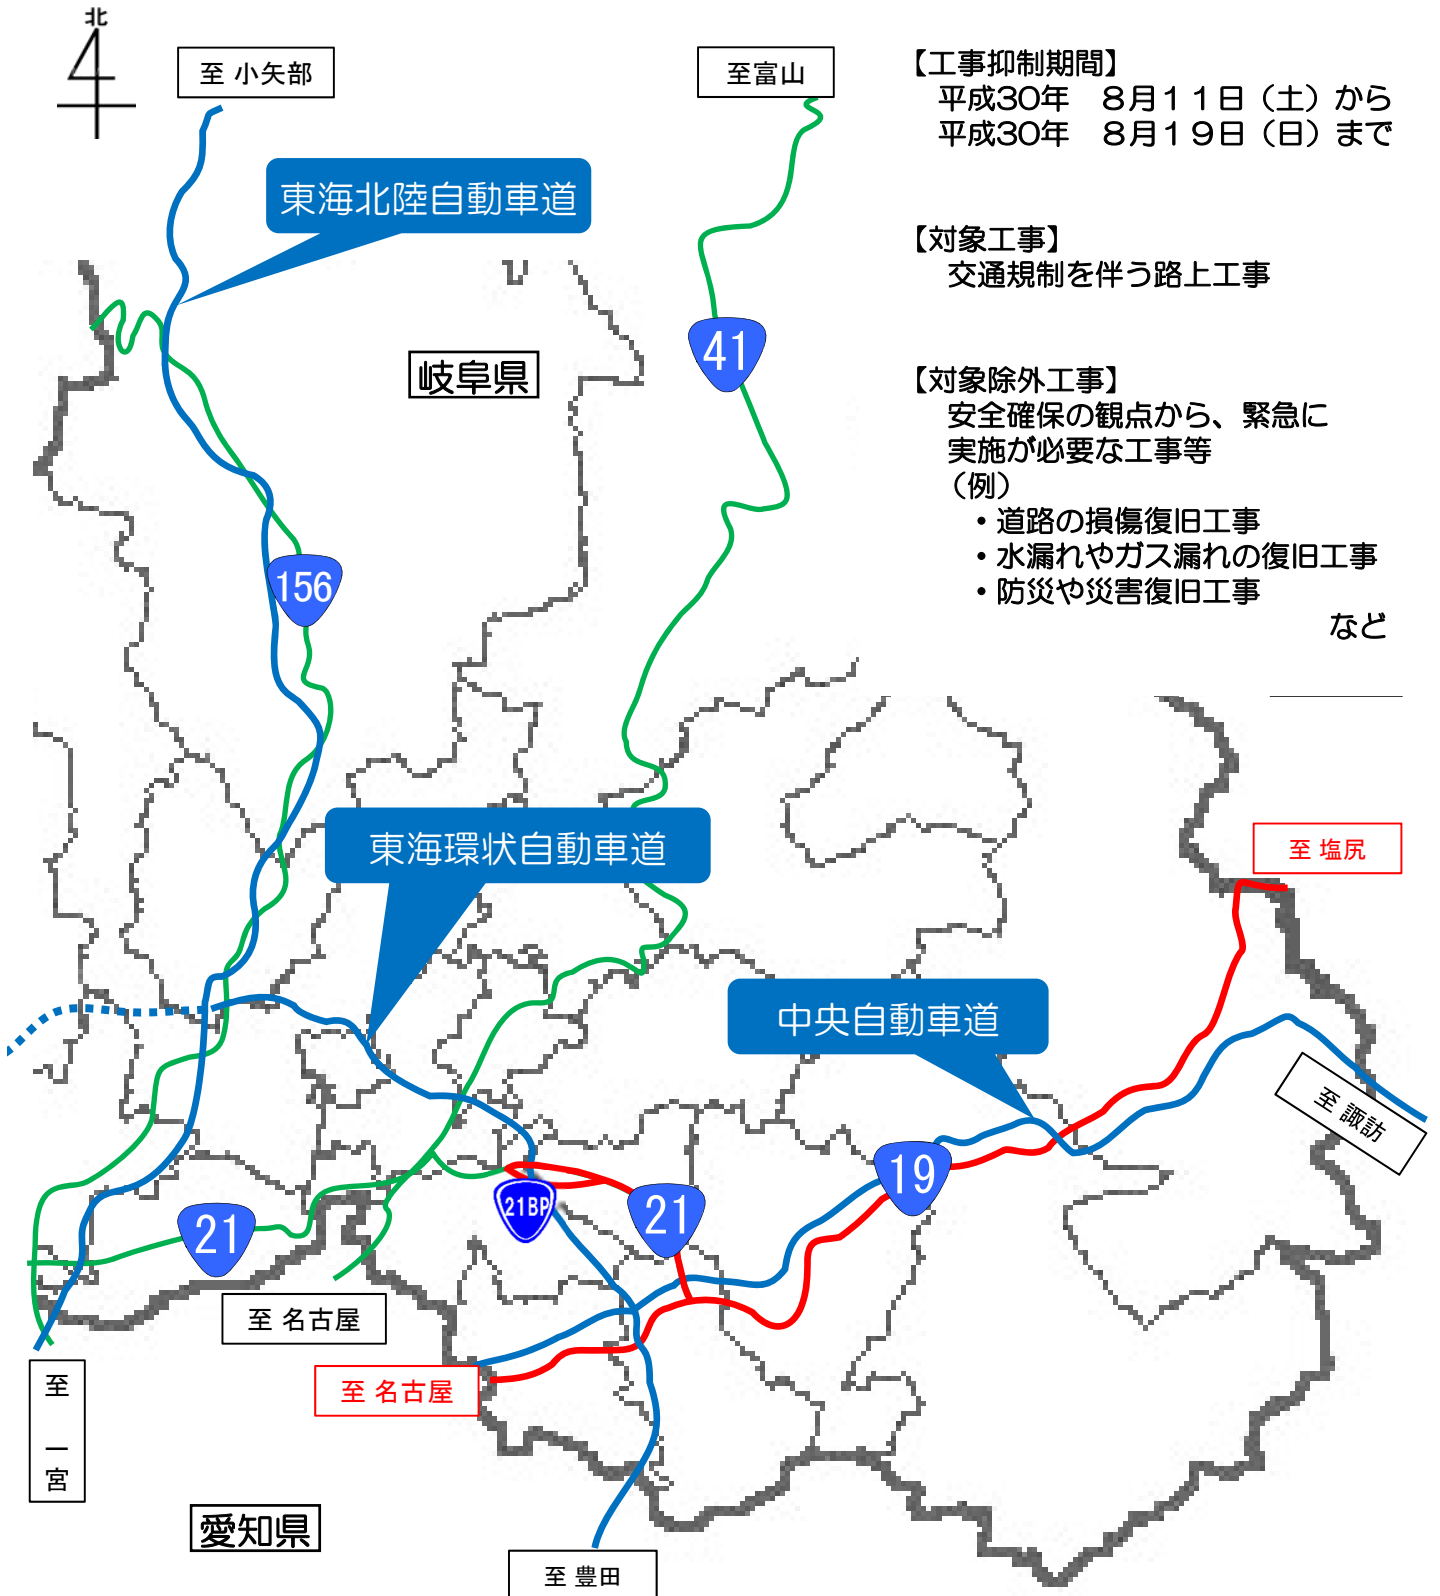 北
至 小矢部
至富山
【工事抑制期間】
平成30年 8月11日（土）から
平成30年 8月19日（日）まで
東海北陸自動車道
【対象工事】
交通規制を伴う路上工事
41
岐阜県
【対象除外工事】
安全確保の観点から、緊急に
実施が必要な工事等
（例）
・道路の損傷復旧工事
・水漏れやガス漏れの復旧工事
・防災や災害復旧工事
など
156
東海環状自動車道
至 塩尻
中央自動車道
至 諏訪
19
21BP
21
21
至 名古屋
至 名古屋
至 一宮
愛知県
至 豊田